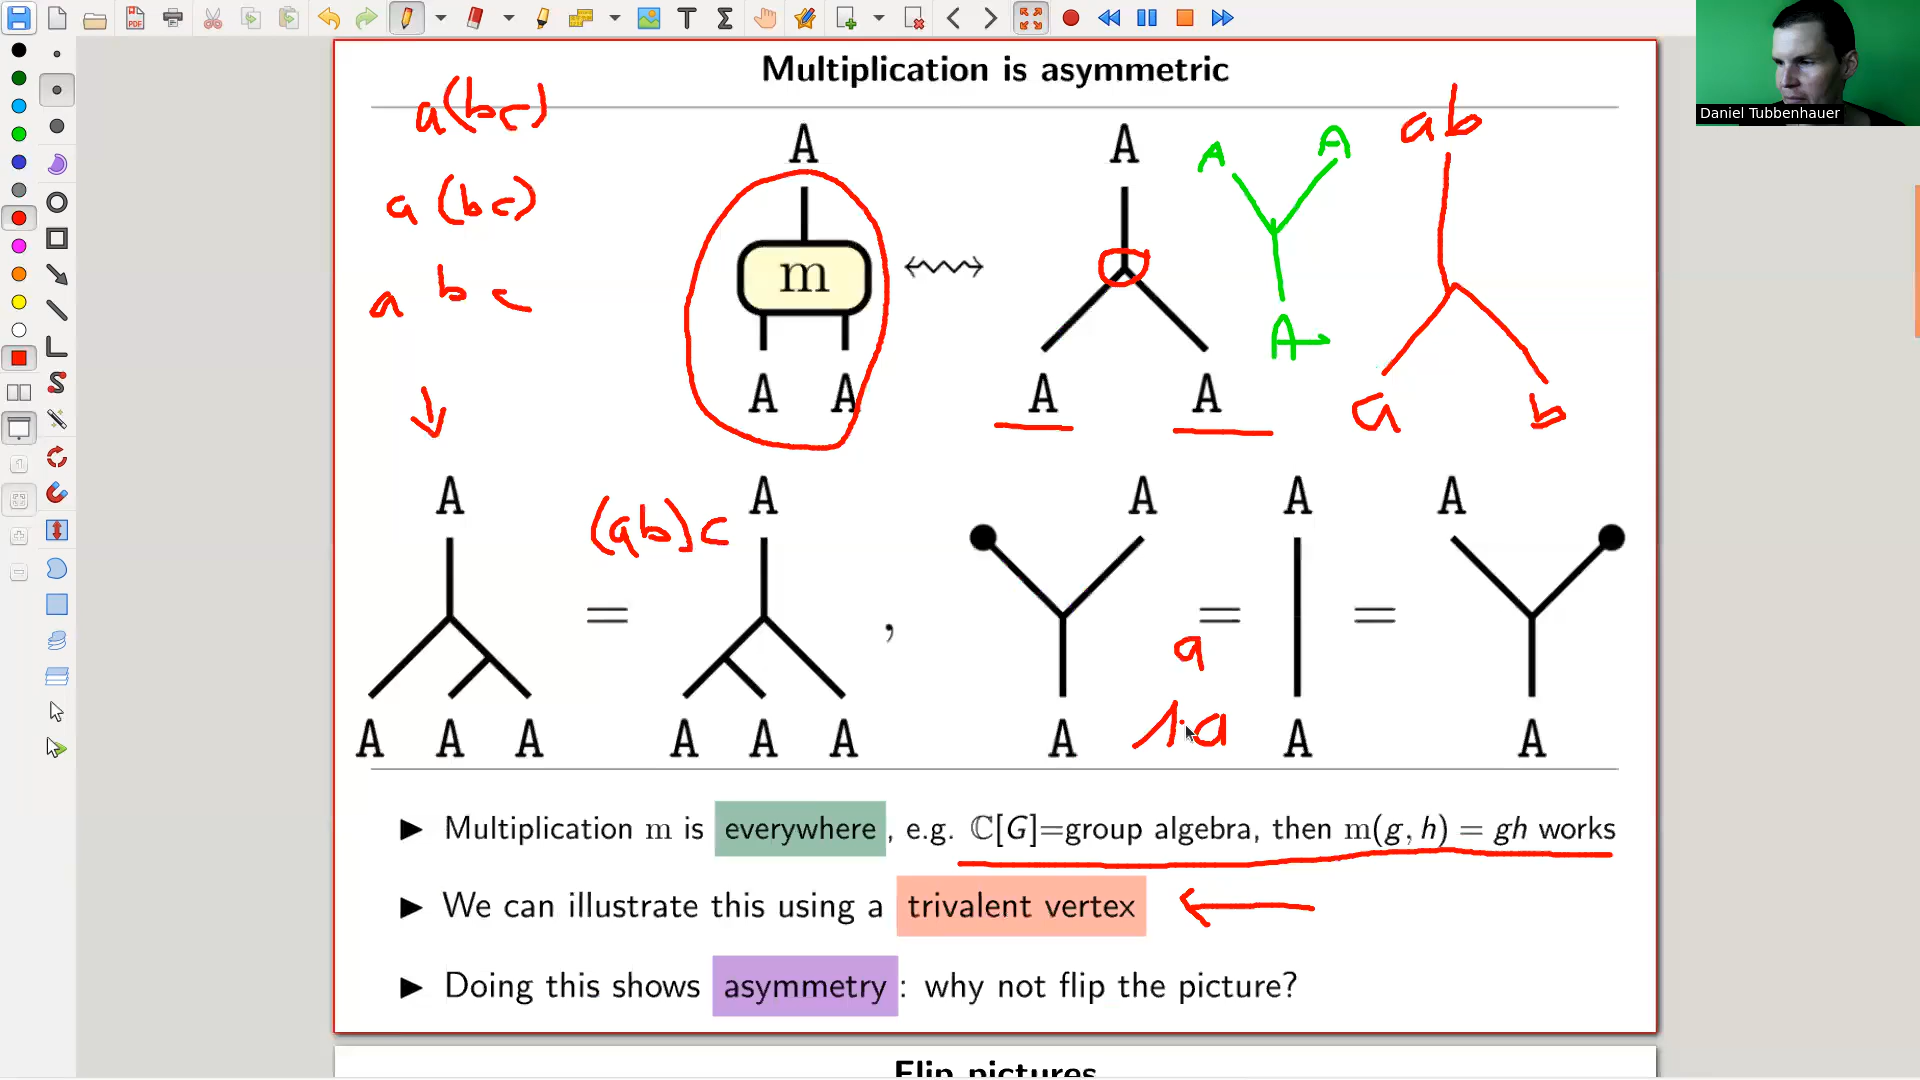 Daniel Tubbenhauer
Multiplication is asymmetric
a(bc)
a (bc)
a b c
A
m
A A
A
A A
A A
A
ab
a b
A
A A A
=
(ab)c
A
A A A
,
A
A
=
a
1·a
A
A
=
A
A
▶ Multiplication m is everywhere, e.g. ℂ[G]=group algebra, then m(g, h) = gh works
▶ We can illustrate this using a trivalent vertex
▶ Doing this shows asymmetry: why not flip the picture?
Flip pictures